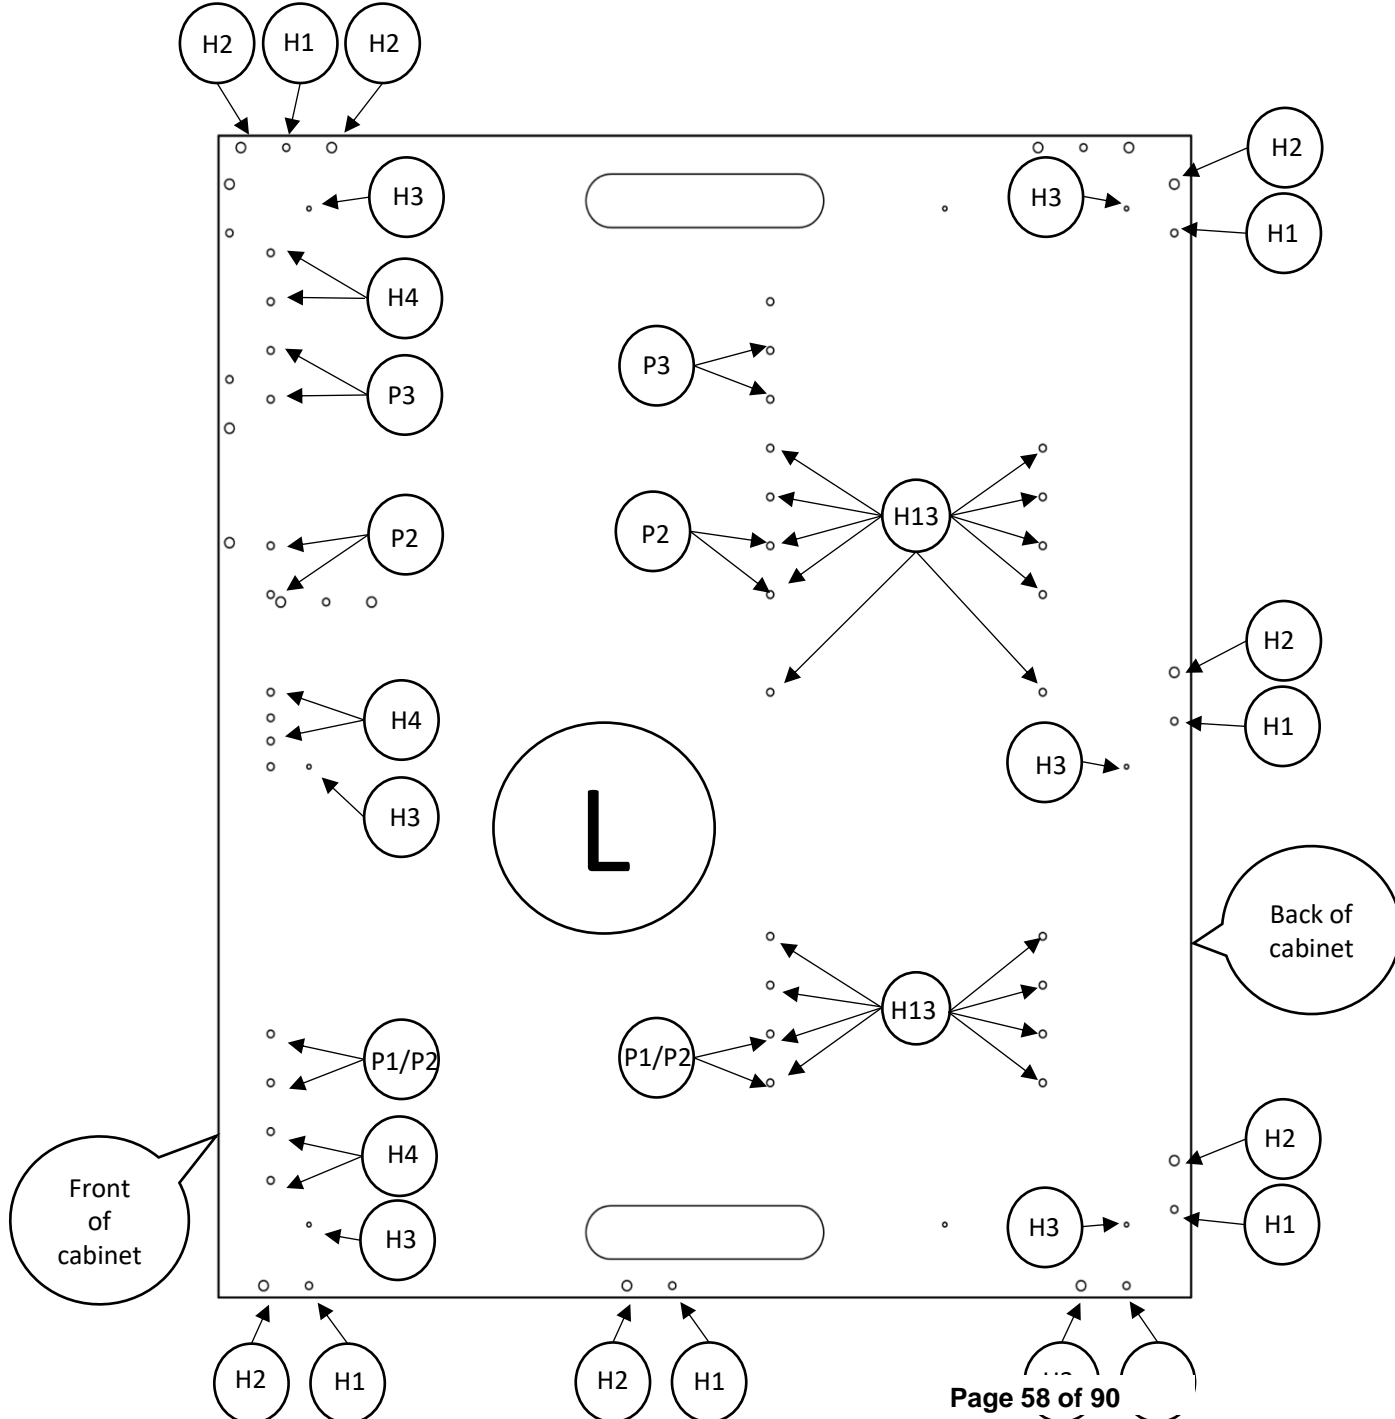 H2 H1 H2
H2
H3
H3
H1
H4
P3
P3
H13
P2
P2
H2
H4
H1
H3
H3
L
Back of
cabinet
H13
P1/P2
P1/P2
H2
H4
Front
of
cabinet
H3
H3
H1
H2
H1
H2
H1
Page 58 of 90